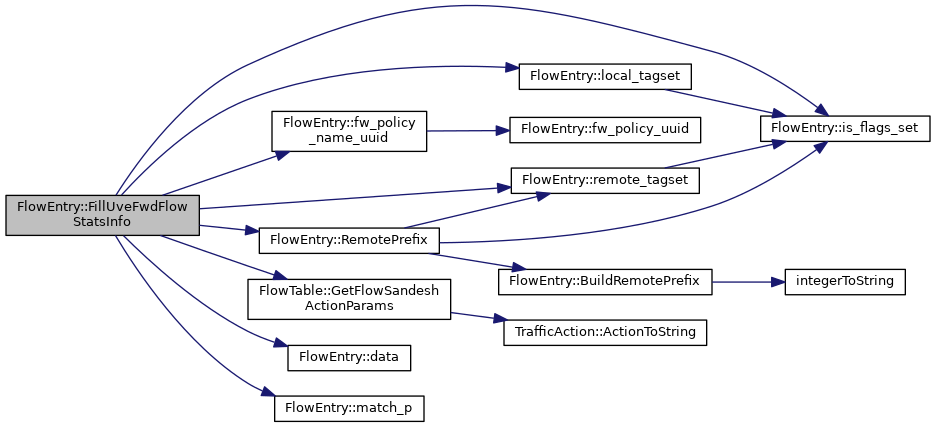 FlowEntry::FillUveFwdFlow
StatsInfo
FlowEntry::local_tagset
FlowEntry::is_flags_set
FlowEntry::fw_policy
_name_uuid
FlowEntry::fw_policy_uuid
FlowEntry::remote_tagset
FlowEntry::RemotePrefix
FlowEntry::BuildRemotePrefix
integerToString
FlowTable::GetFlowSandesh
ActionParams
TrafficAction::ActionToString
FlowEntry::data
FlowEntry::match_p